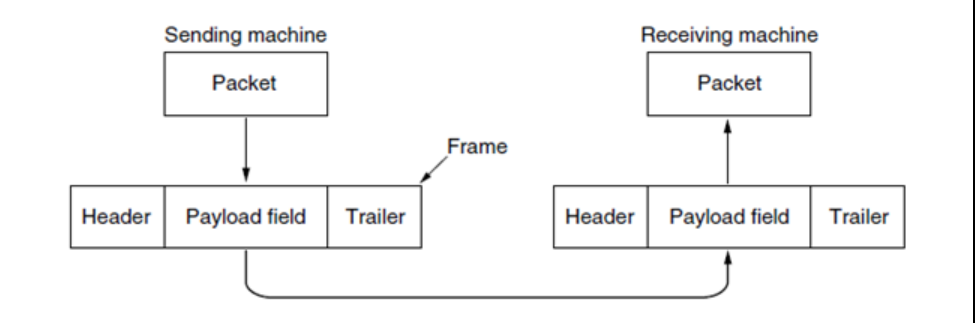 Sending machine
Receiving machine
Packet
Packet
Frame
Header
Payload field
Trailer
Header
Payload field
Trailer